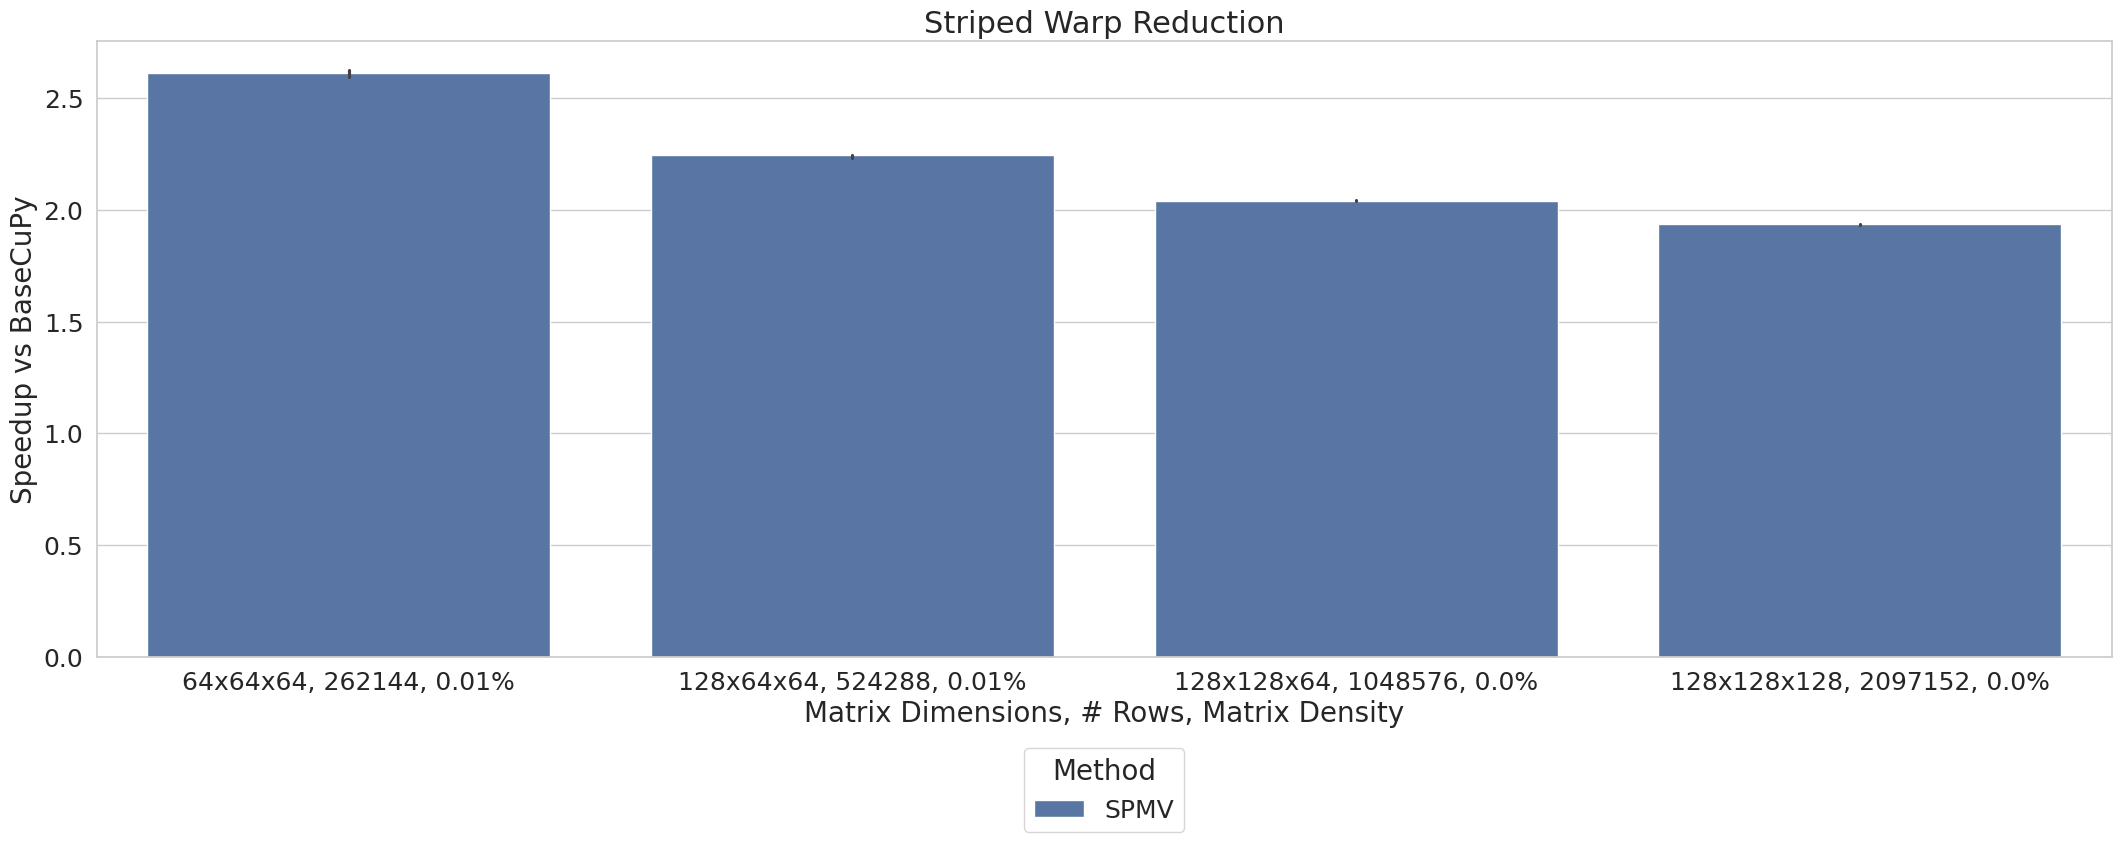 Striped Warp Reduction
Speedup vs BaseCuPy
2.5
2.0
1.5
1.0
0.5
0.0
64x64x64, 262144, 0.01%
128x64x64, 524288, 0.01%
128x128x64, 1048576, 0.0%
128x128x128, 2097152, 0.0%
Matrix Dimensions, # Rows, Matrix Density
Method
SPMV